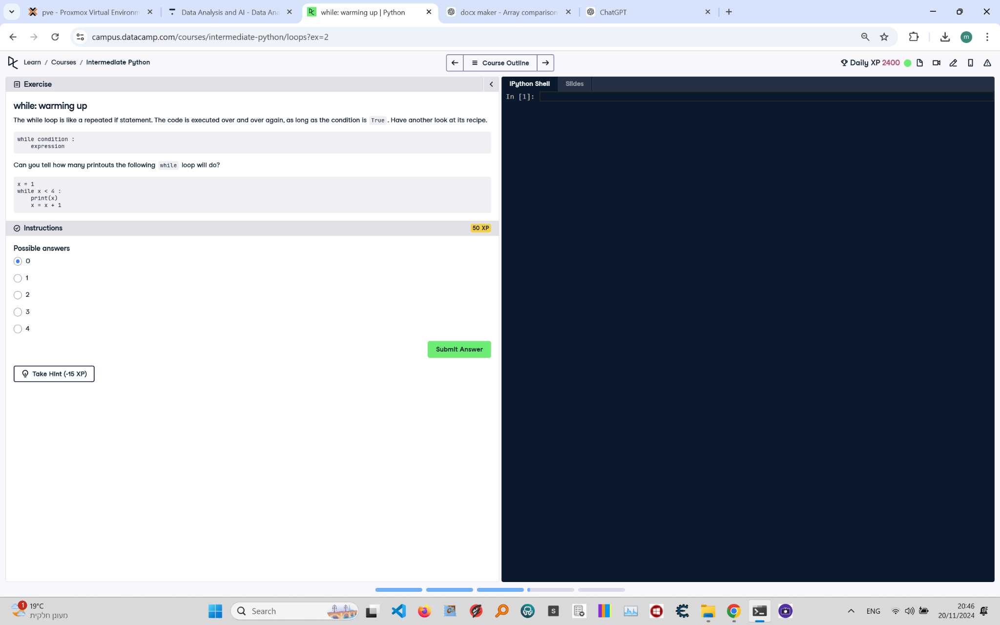 pve - Proxmox Virtual Environm
Data Analysis and AI - Data Ana
while: warming up | Python
docx maker - Array comparison
ChatGPT
campus.datacamp.com/courses/intermediate-python/loops?ex=2
m
Learn / Courses / Intermediate Python
Course Outline
Daily XP 2400
Exercise
IPython Shell
Slides
In [1]:
while: warming up
The while loop is like a repeated if statement. The code is executed over and over again, as long as the condition is True. Have another look at its recipe.
while condition :
    expression
Can you tell how many printouts the following while loop will do?
x = 1
while x < 4 :
    print(x)
    x = x + 1
Instructions
50 XP
Possible answers
0
1
2
3
4
Submit Answer
Take Hint (-15 XP)
1
19°C
מעונן חלקית
Search
S
ENG
20:46
20/11/2024